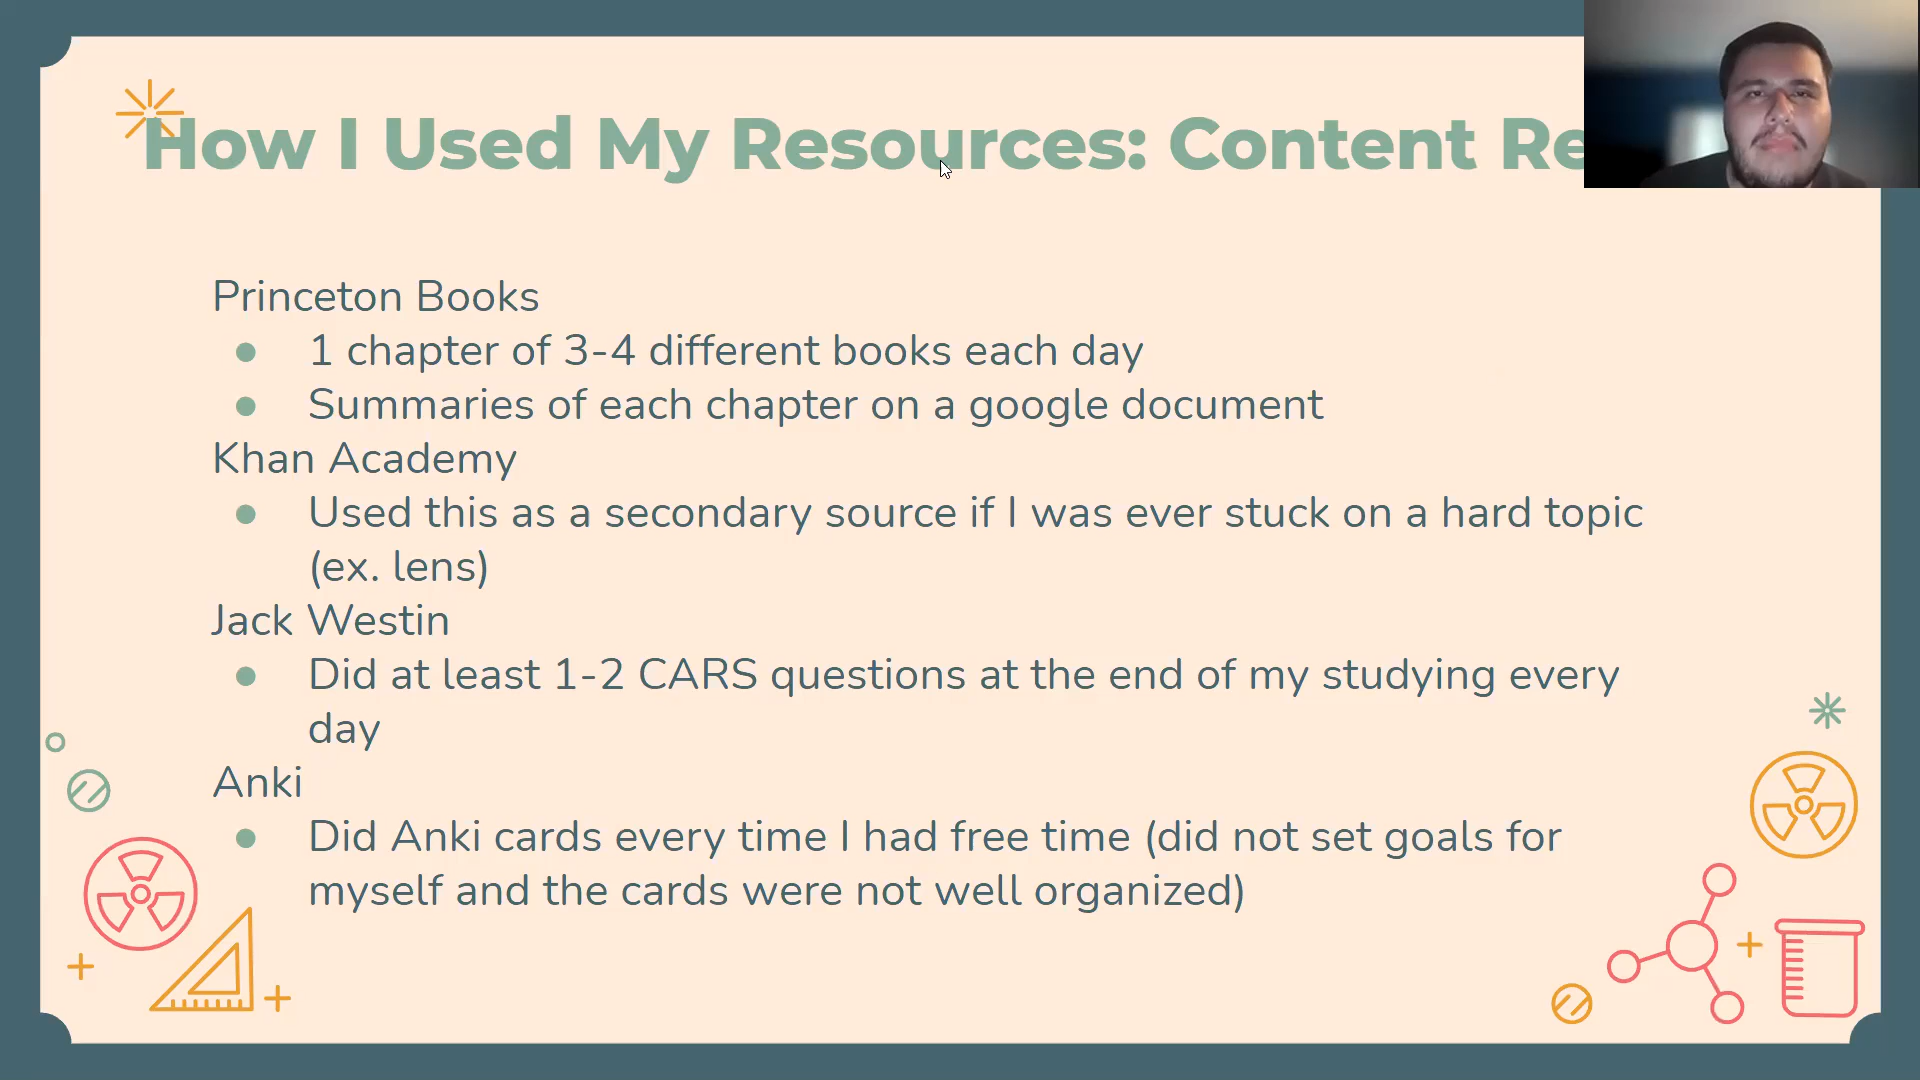 How I Used My Resources: Content Re
Princeton Books
● 1 chapter of 3-4 different books each day
● Summaries of each chapter on a google document
Khan Academy
● Used this as a secondary source if I was ever stuck on a hard topic
(ex. lens)
Jack Westin
● Did at least 1-2 CARS questions at the end of my studying every
day
Anki
● Did Anki cards every time I had free time (did not set goals for
myself and the cards were not well organized)